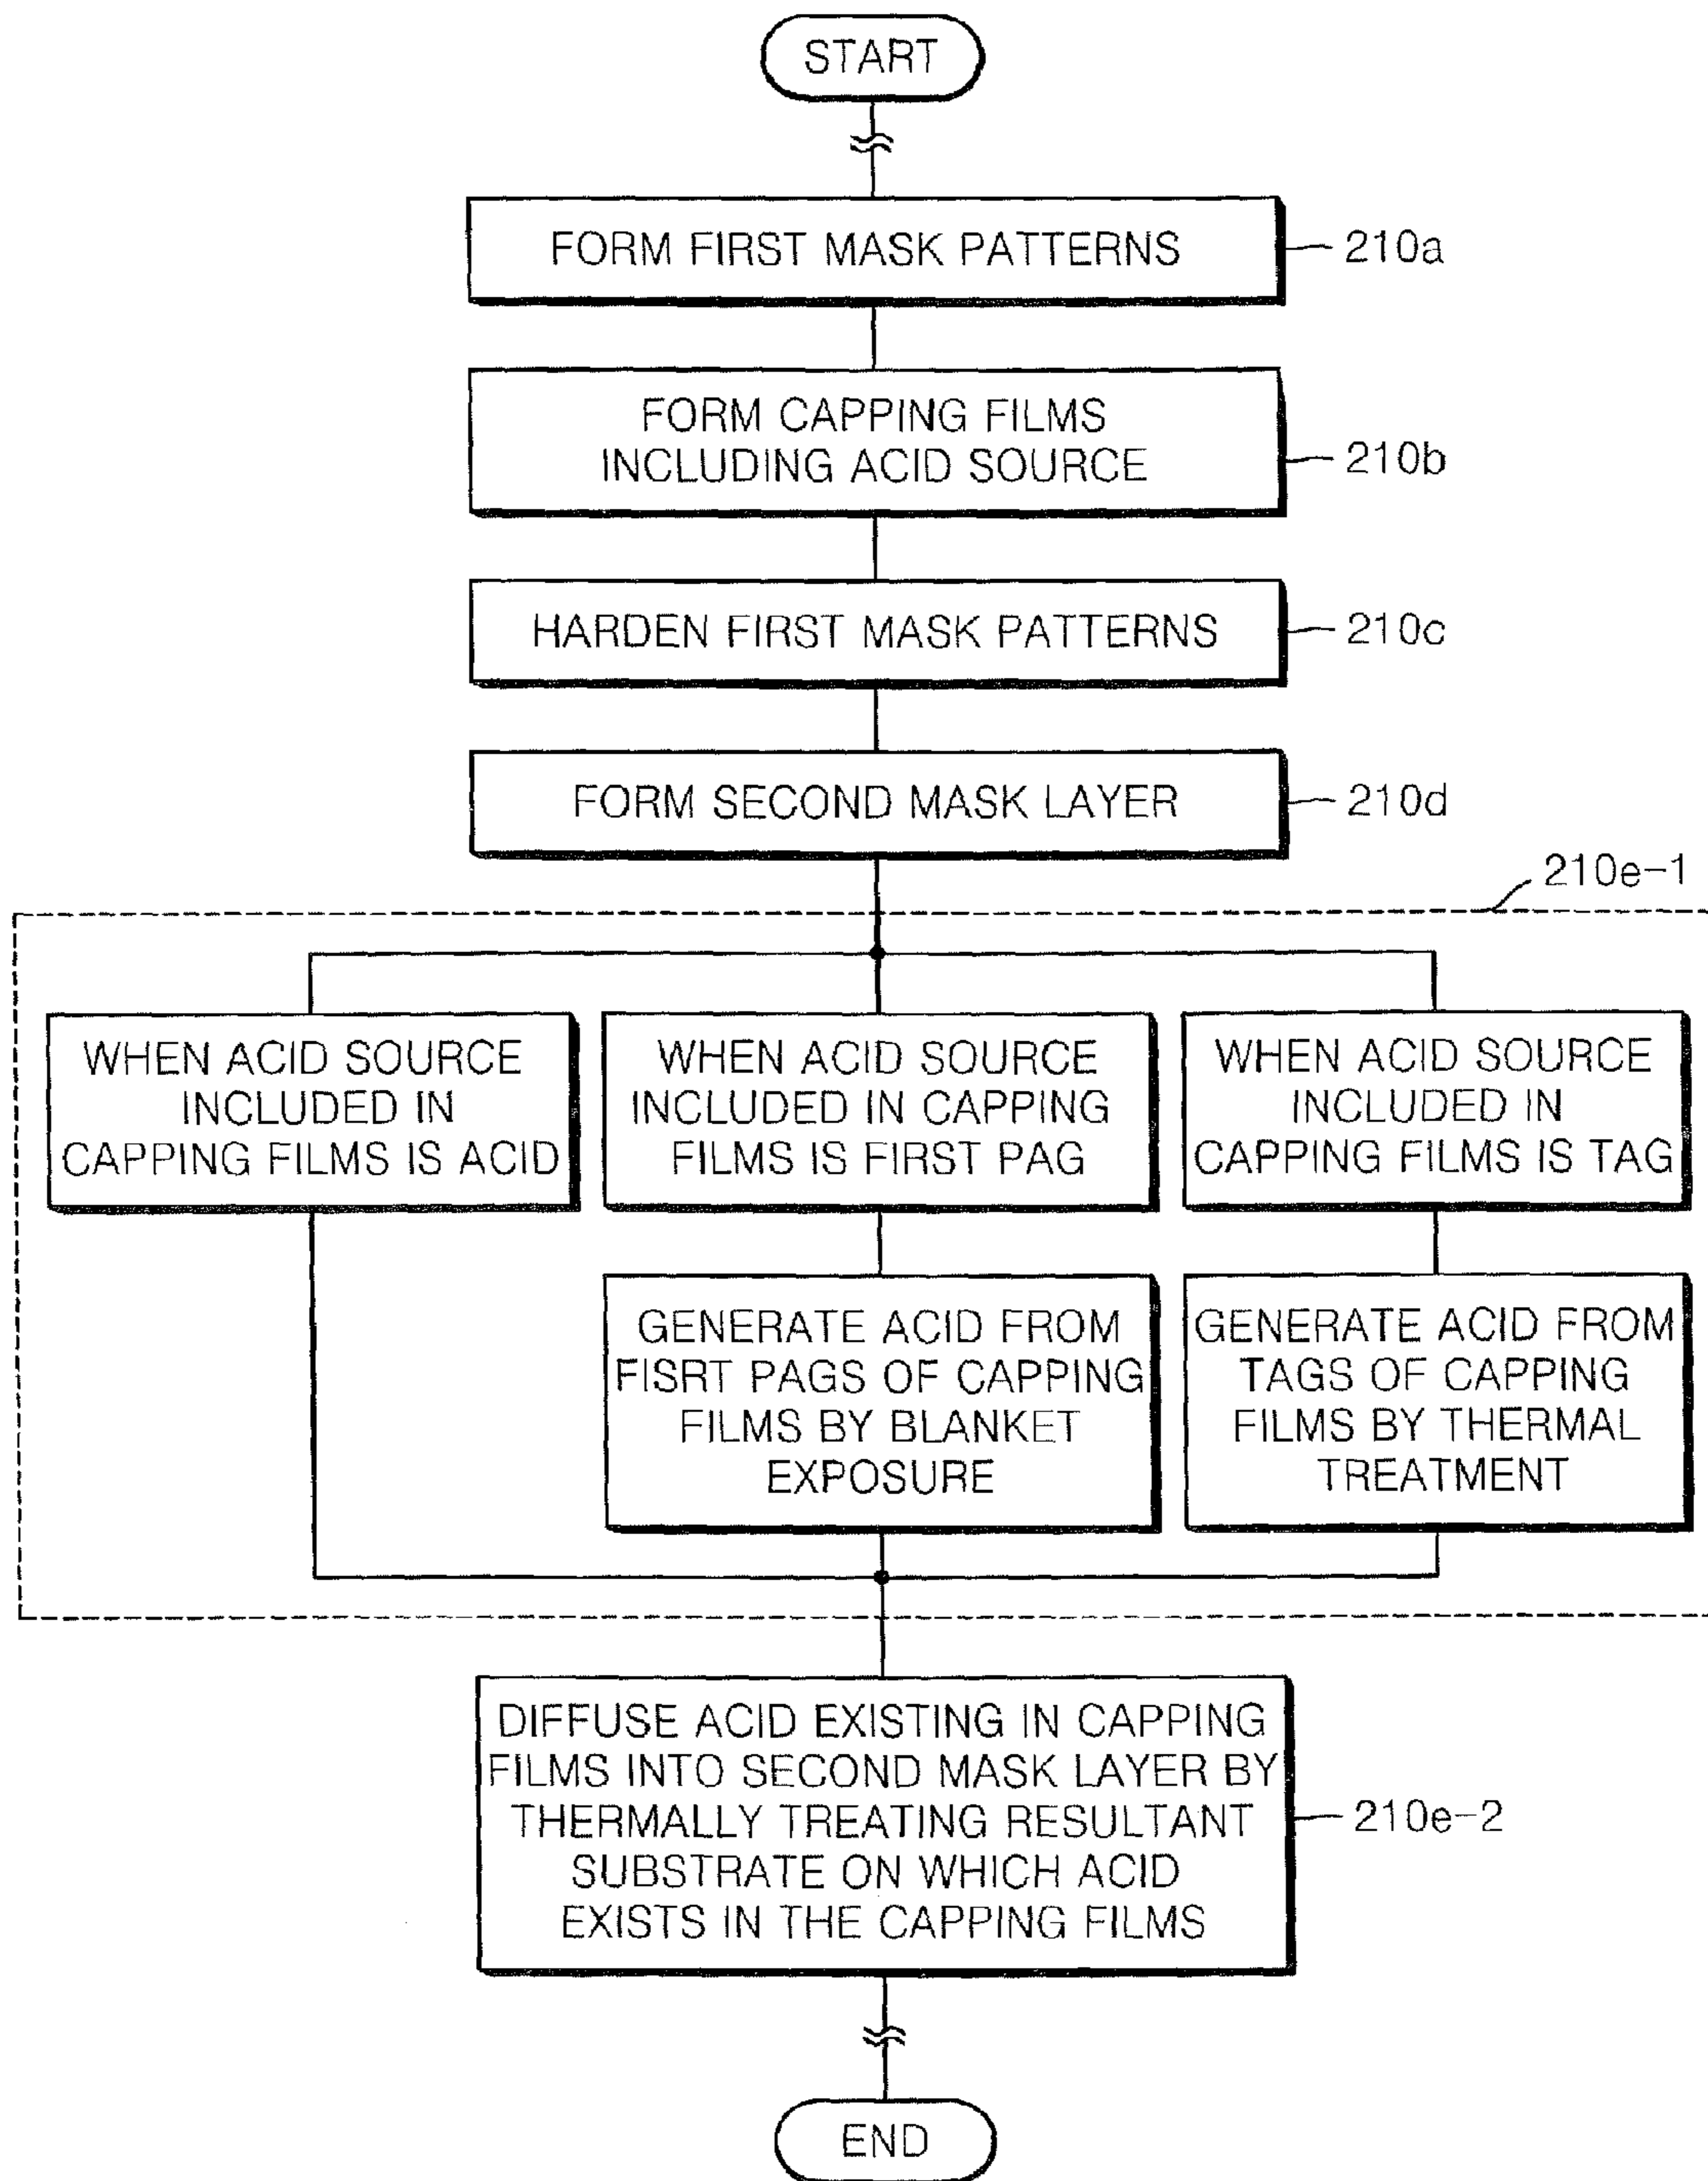 START
FORM FIRST MASK PATTERNS
210a
FORM CAPPING FILMS
INCLUDING ACID SOURCE
210b
HARDEN FIRST MASK PATTERNS
210c
FORM SECOND MASK LAYER
210d
210e-1
WHEN ACID SOURCE
INCLUDED IN
CAPPING FILMS IS ACID
WHEN ACID SOURCE
INCLUDED IN CAPPING
FILMS IS FIRST PAG
WHEN ACID SOURCE
INCLUDED IN
CAPPING FILMS IS TAG
GENERATE ACID FROM
FISRT PAGS OF CAPPING
FILMS BY BLANKET
EXPOSURE
GENERATE ACID FROM
TAGS OF CAPPING
FILMS BY THERMAL
TREATMENT
DIFFUSE ACID EXISTING IN CAPPING
FILMS INTO SECOND MASK LAYER BY
THERMALLY TREATING RESULTANT
SUBSTRATE ON WHICH ACID
EXISTS IN THE CAPPING FILMS
210e-2
END